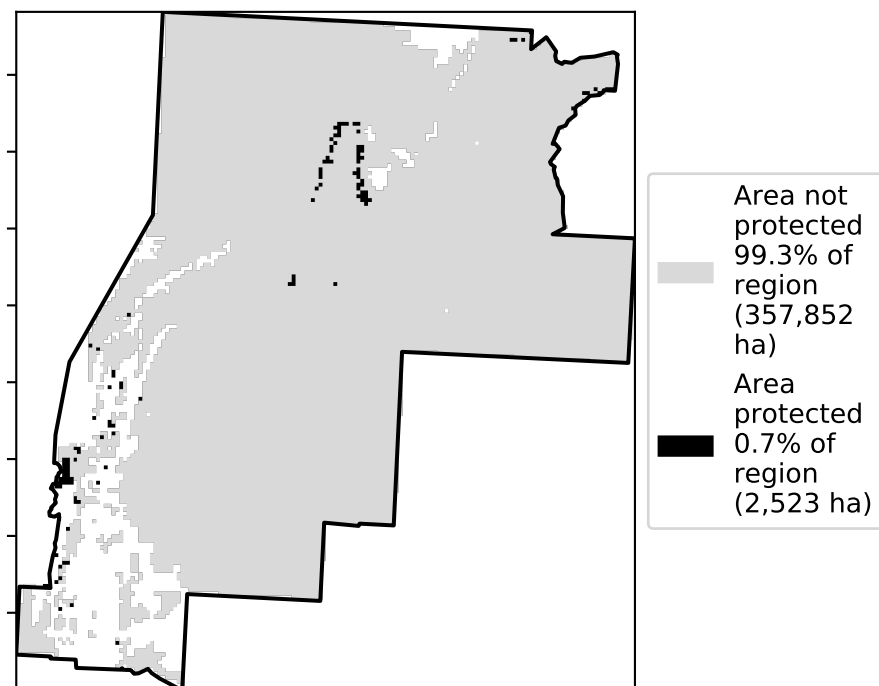 Area not
protected
99.3% of
region
(357,852
ha)
Area
protected
0.7% of
region
(2,523 ha)